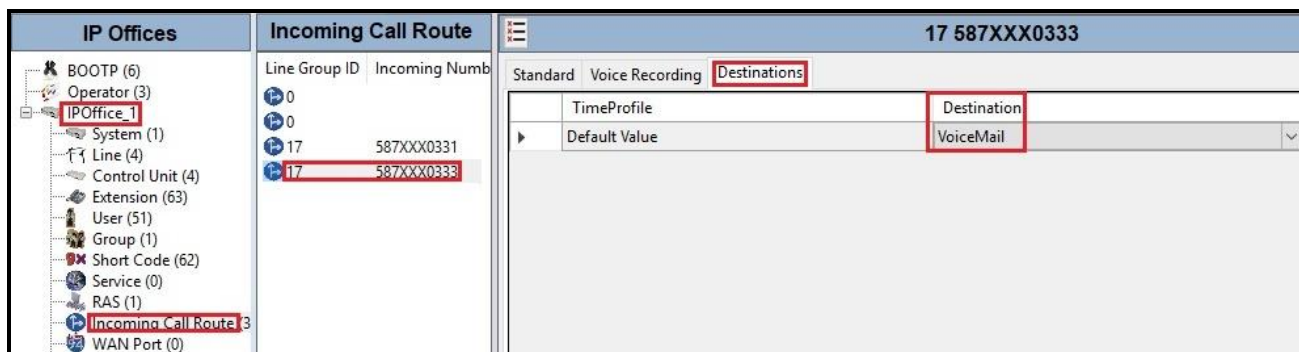 IP Offices
BOOTP (6)
Operator (3)
IPOffice_1
System (1)
Line (4)
Control Unit (4)
Extension (63)
User (51)
Group (1)
Short Code (62)
Service (0)
RAS (1)
Incoming Call Route (3
WAN Port (0)
Incoming Call Route
Line Group ID Incoming Numb
0
0
17 587XXX0331
17 587XXX0333
17 587XXX0333
Standard Voice Recording Destinations
TimeProfile Destination
Default Value VoiceMail